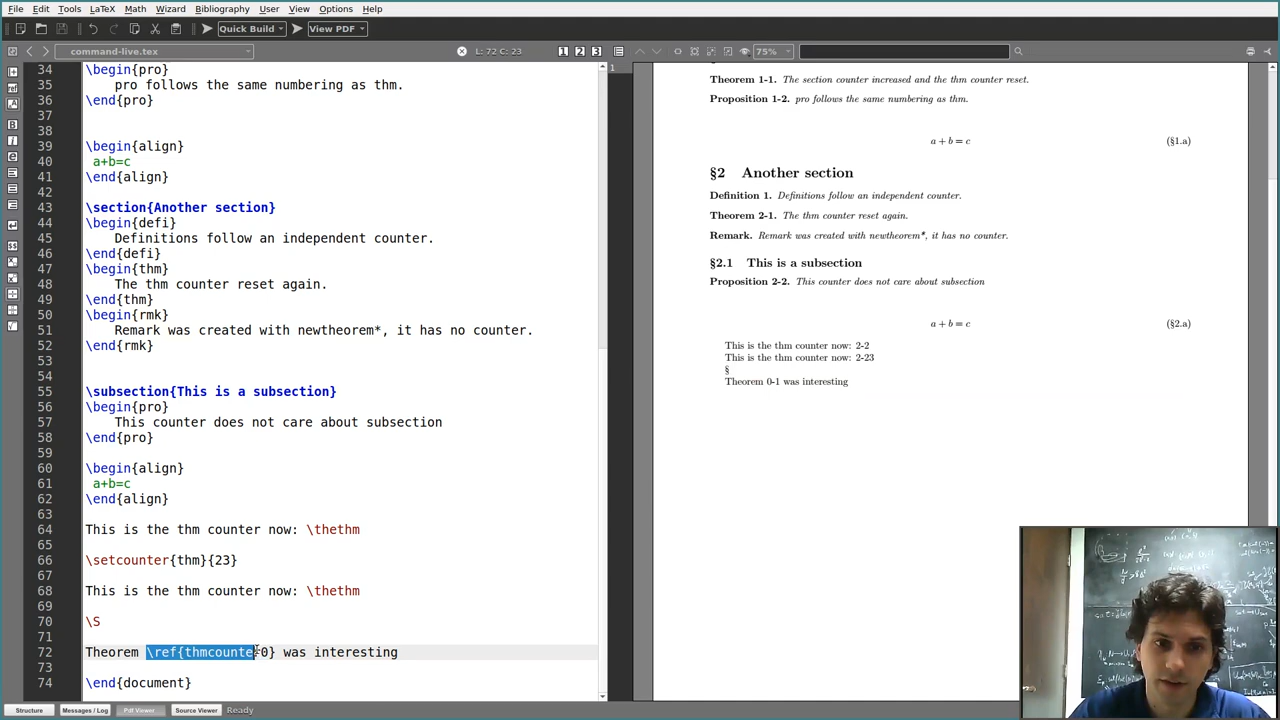 File Edit Tools LaTeX Math Wizard Bibliography User View Options Help
Quick Build View PDF
command-live.tex L: 72 C: 23 1 2 3 75%
34 \begin{pro}
35 pro follows the same numbering as thm.
36 \end{pro}
37
38
39 \begin{align}
40 a+b=c
41 \end{align}
42
43 \section{Another section}
44 \begin{defi}
45 Definitions follow an independent counter.
46 \end{defi}
47 \begin{thm}
48 The thm counter reset again.
49 \end{thm}
50 \begin{rmk}
51 Remark was created with newtheorem*, it has no counter.
52 \end{rmk}
53
54
55 \subsection{This is a subsection}
56 \begin{pro}
57 This counter does not care about subsection
58 \end{pro}
59
60 \begin{align}
61 a+b=c
62 \end{align}
63
64 This is the thm counter now: \thethm
65
66 \setcounter{thm}{23}
67
68 This is the thm counter now: \thethm
69
70 \S
71
72 Theorem \ref{thmcounte 0} was interesting
73
74 \end{document}
1
Theorem 1-1. The section counter increased and the thm counter reset.
Proposition 1-2. pro follows the same numbering as thm.
a + b = c (§1.a)
§2 Another section
Definition 1. Definitions follow an independent counter.
Theorem 2-1. The thm counter reset again.
Remark. Remark was created with newtheorem*, it has no counter.
§2.1 This is a subsection
Proposition 2-2. This counter does not care about subsection
a + b = c (§2.a)
This is the thm counter now: 2-2
This is the thm counter now: 2-23
§
Theorem 0-1 was interesting
Structure Messages / Log Pdf Viewer Source Viewer Ready